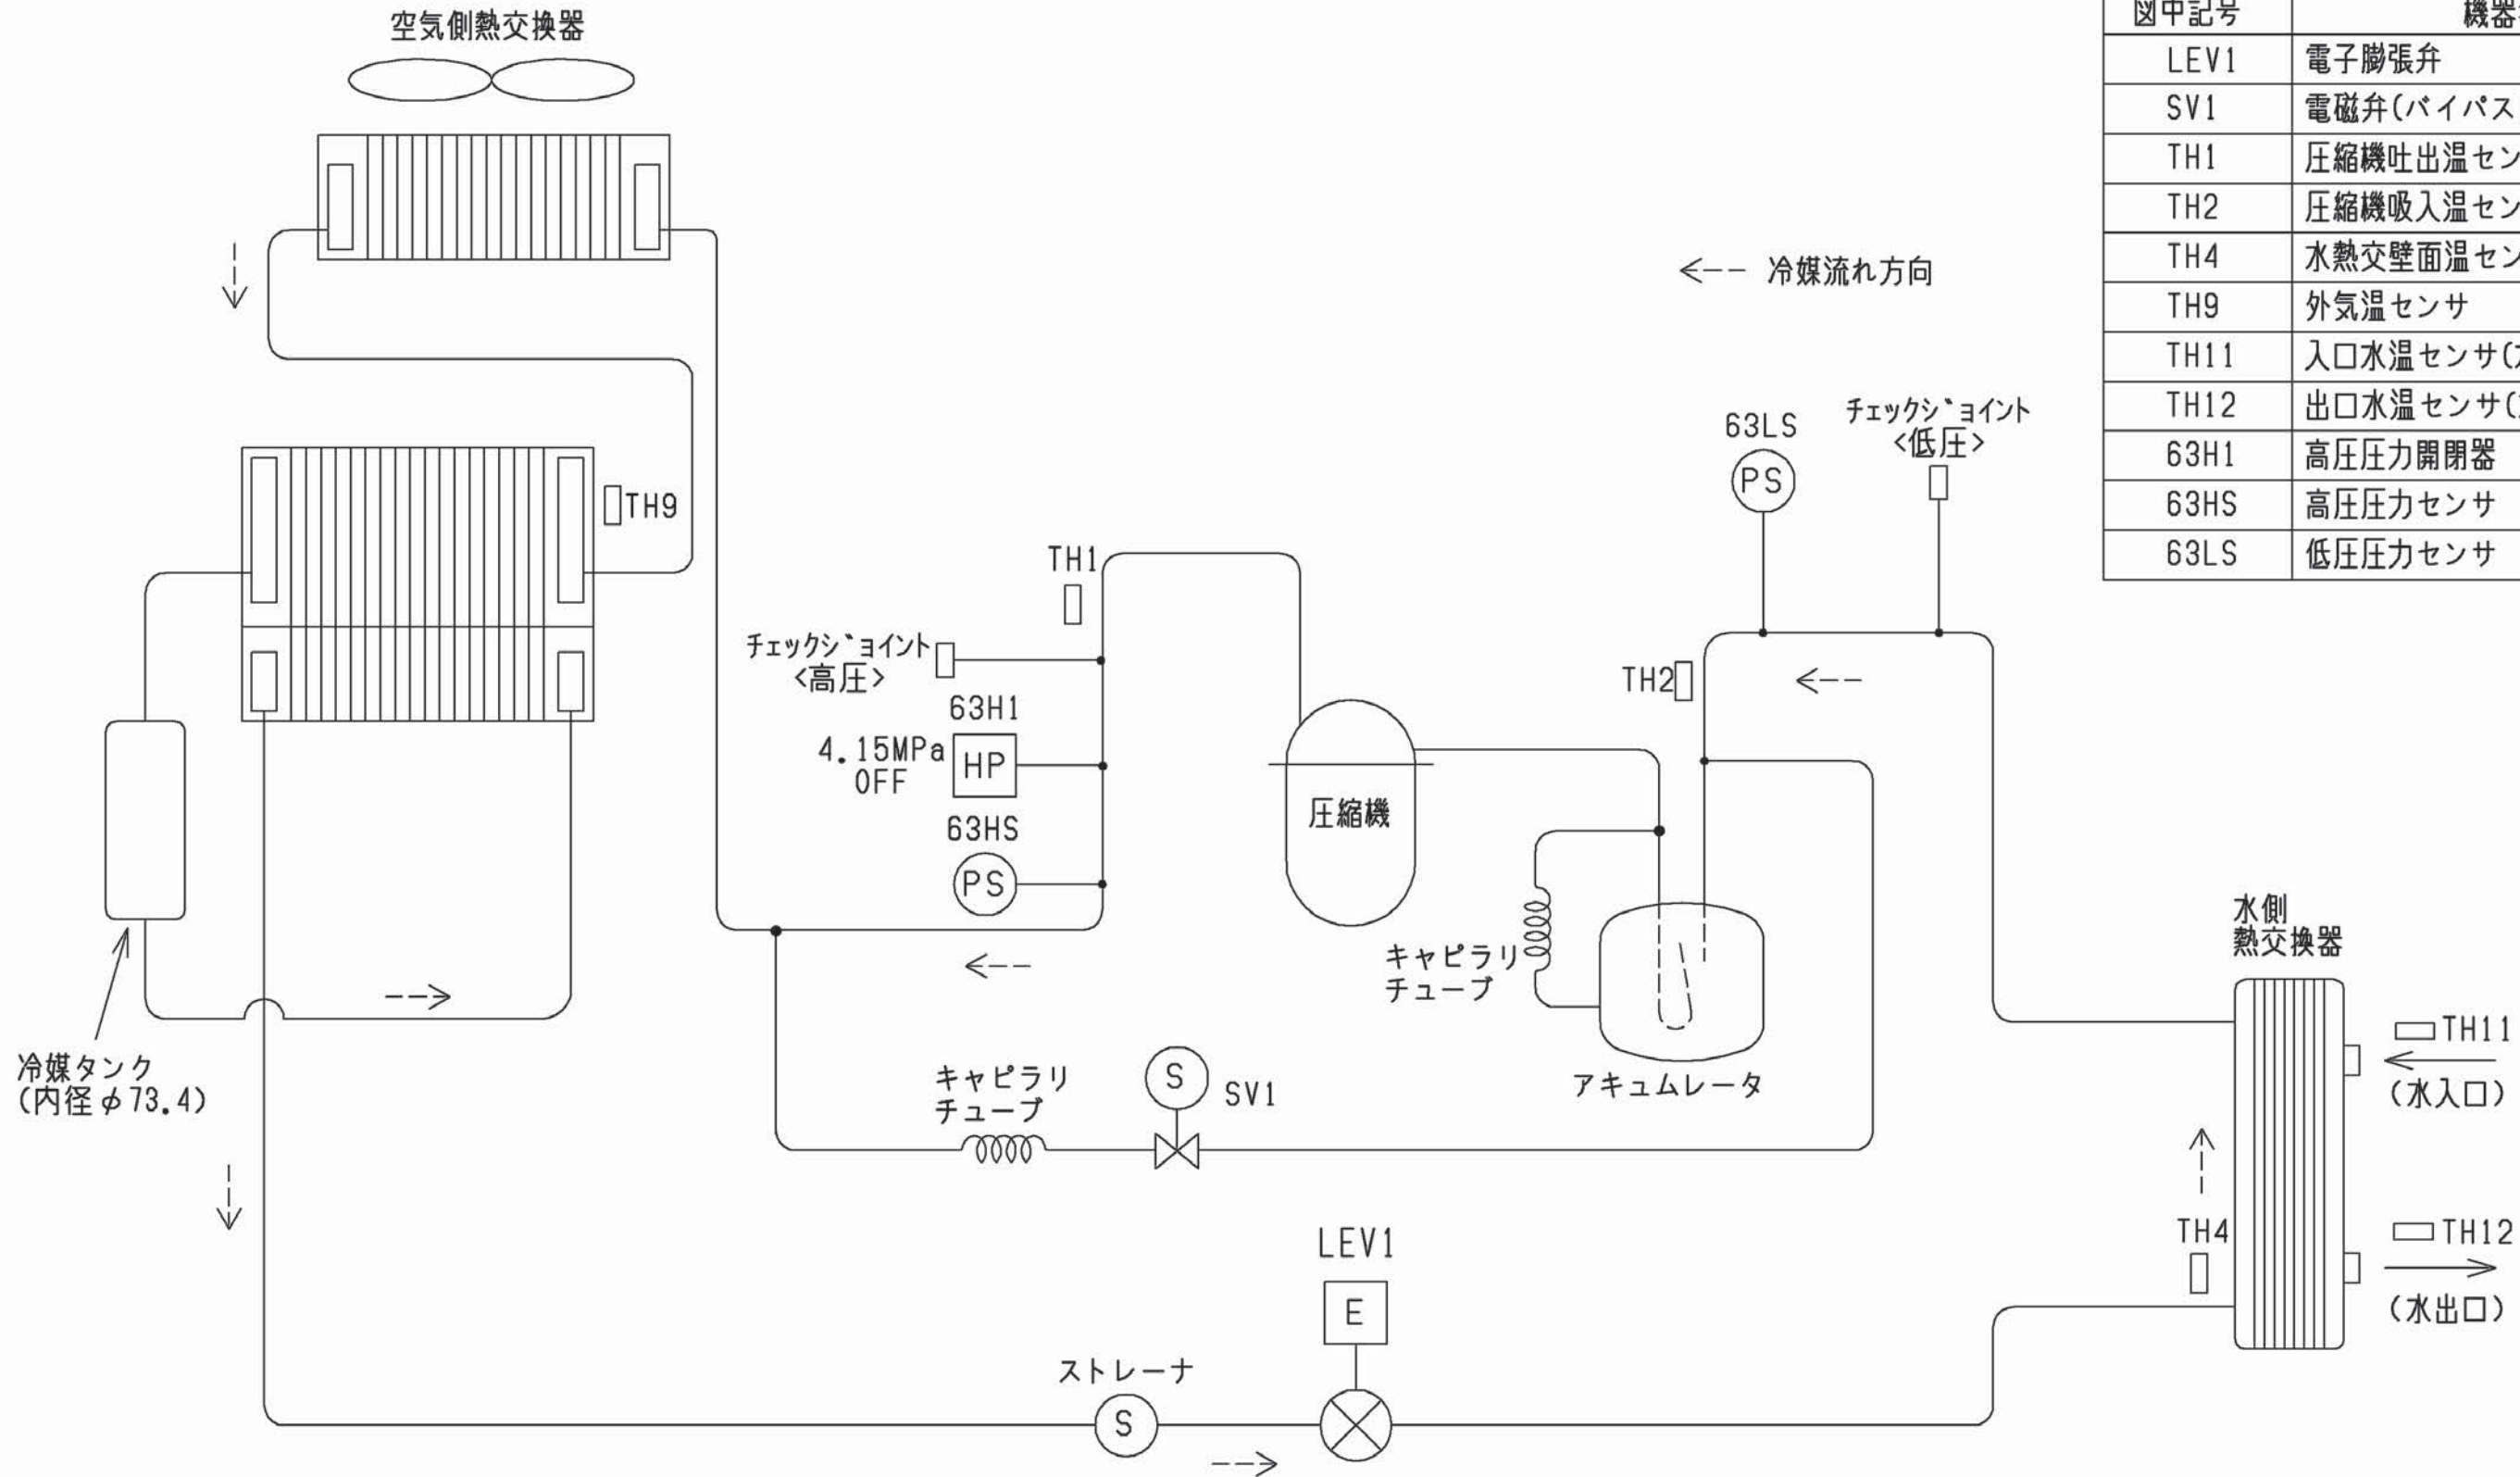 空気側熱交換器
図中記号
機器
LEV1 電子膨張弁
SV1 電磁弁(バイパス
TH1 圧縮機吐出温セン
TH2 圧縮機吸入温セン
TH4 水熱交壁面温セン
TH9 外気温センサ
TH11 入口水温センサ(
TH12 出口水温センサ(
63H1 高圧圧力開閉器
63HS 高圧圧力センサ
63LS 低圧圧力センサ
冷媒流れ方向
63LS
PS
チェックジョイント
<低圧>
TH9
TH1
チェックジョイント
<高圧>
63H1
4.15MPa
OFF
HP
63HS
PS
TH2
圧縮機
キャピラリ
チューブ
アキュムレータ
水側
熱交換器
TH11
(水入口)
TH4
TH12
(水出口)
冷媒タンク
(内径φ73.4)
キャピラリ
チューブ
S
SV1
LEV1
E
ストレーナ
S